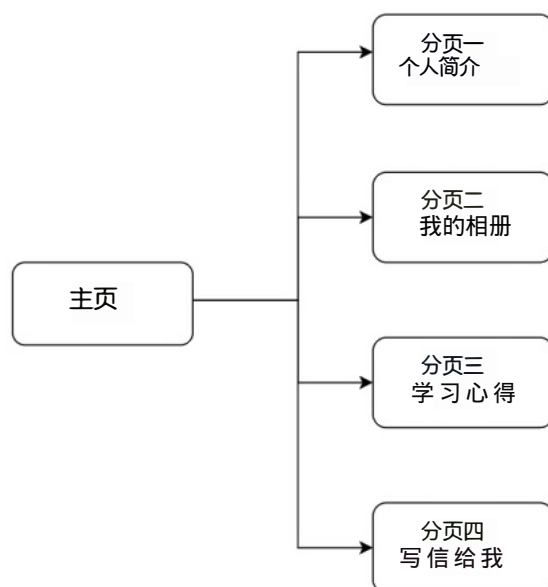 分页一
个人简介
分页二
我的相册
主页
分页三
学习心得
分页四
写信给我